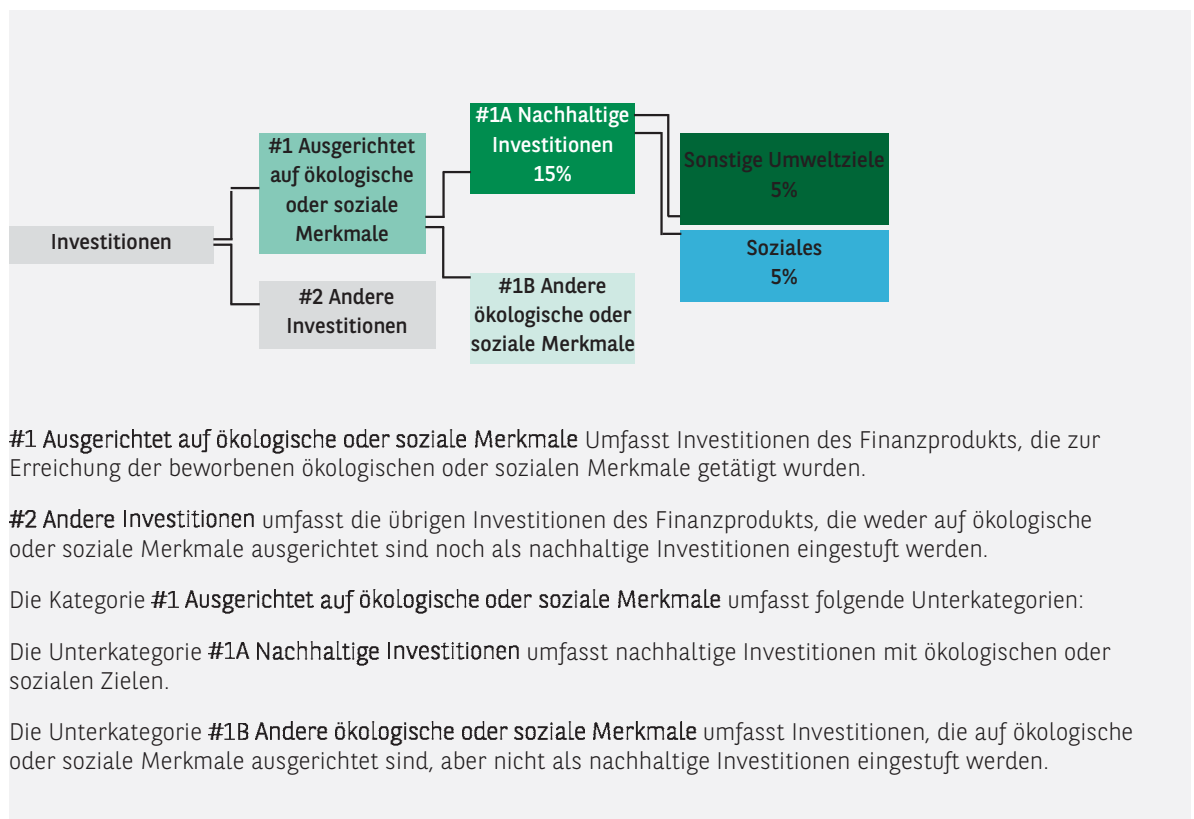 #1A Nachhaltige
Investitionen
15%
#1 Ausgerichtet
auf ökologische
oder soziale
Merkmale
Sonstige Umweltziele
5%
Investitionen
Soziales
5%
#2 Andere
Investitionen
#1B Andere
ökologische oder
soziale Merkmale
#1 Ausgerichtet auf ökologische oder soziale Merkmale Umfasst Investitionen des Finanzprodukts, die zur
Erreichung der beworbenen ökologischen oder sozialen Merkmale getätigt wurden.
#2 Andere Investitionen umfasst die übrigen Investitionen des Finanzprodukts, die weder auf ökologische
oder soziale Merkmale ausgerichtet sind noch als nachhaltige Investitionen eingestuft werden.
Die Kategorie #1 Ausgerichtet auf ökologische oder soziale Merkmale umfasst folgende Unterkategorien:
Die Unterkategorie #1A Nachhaltige Investitionen umfasst nachhaltige Investitionen mit ökologischen oder
sozialen Zielen.
Die Unterkategorie #1B Andere ökologische oder soziale Merkmale umfasst Investitionen, die auf ökologische
oder soziale Merkmale ausgerichtet sind, aber nicht als nachhaltige Investitionen eingestuft werden.